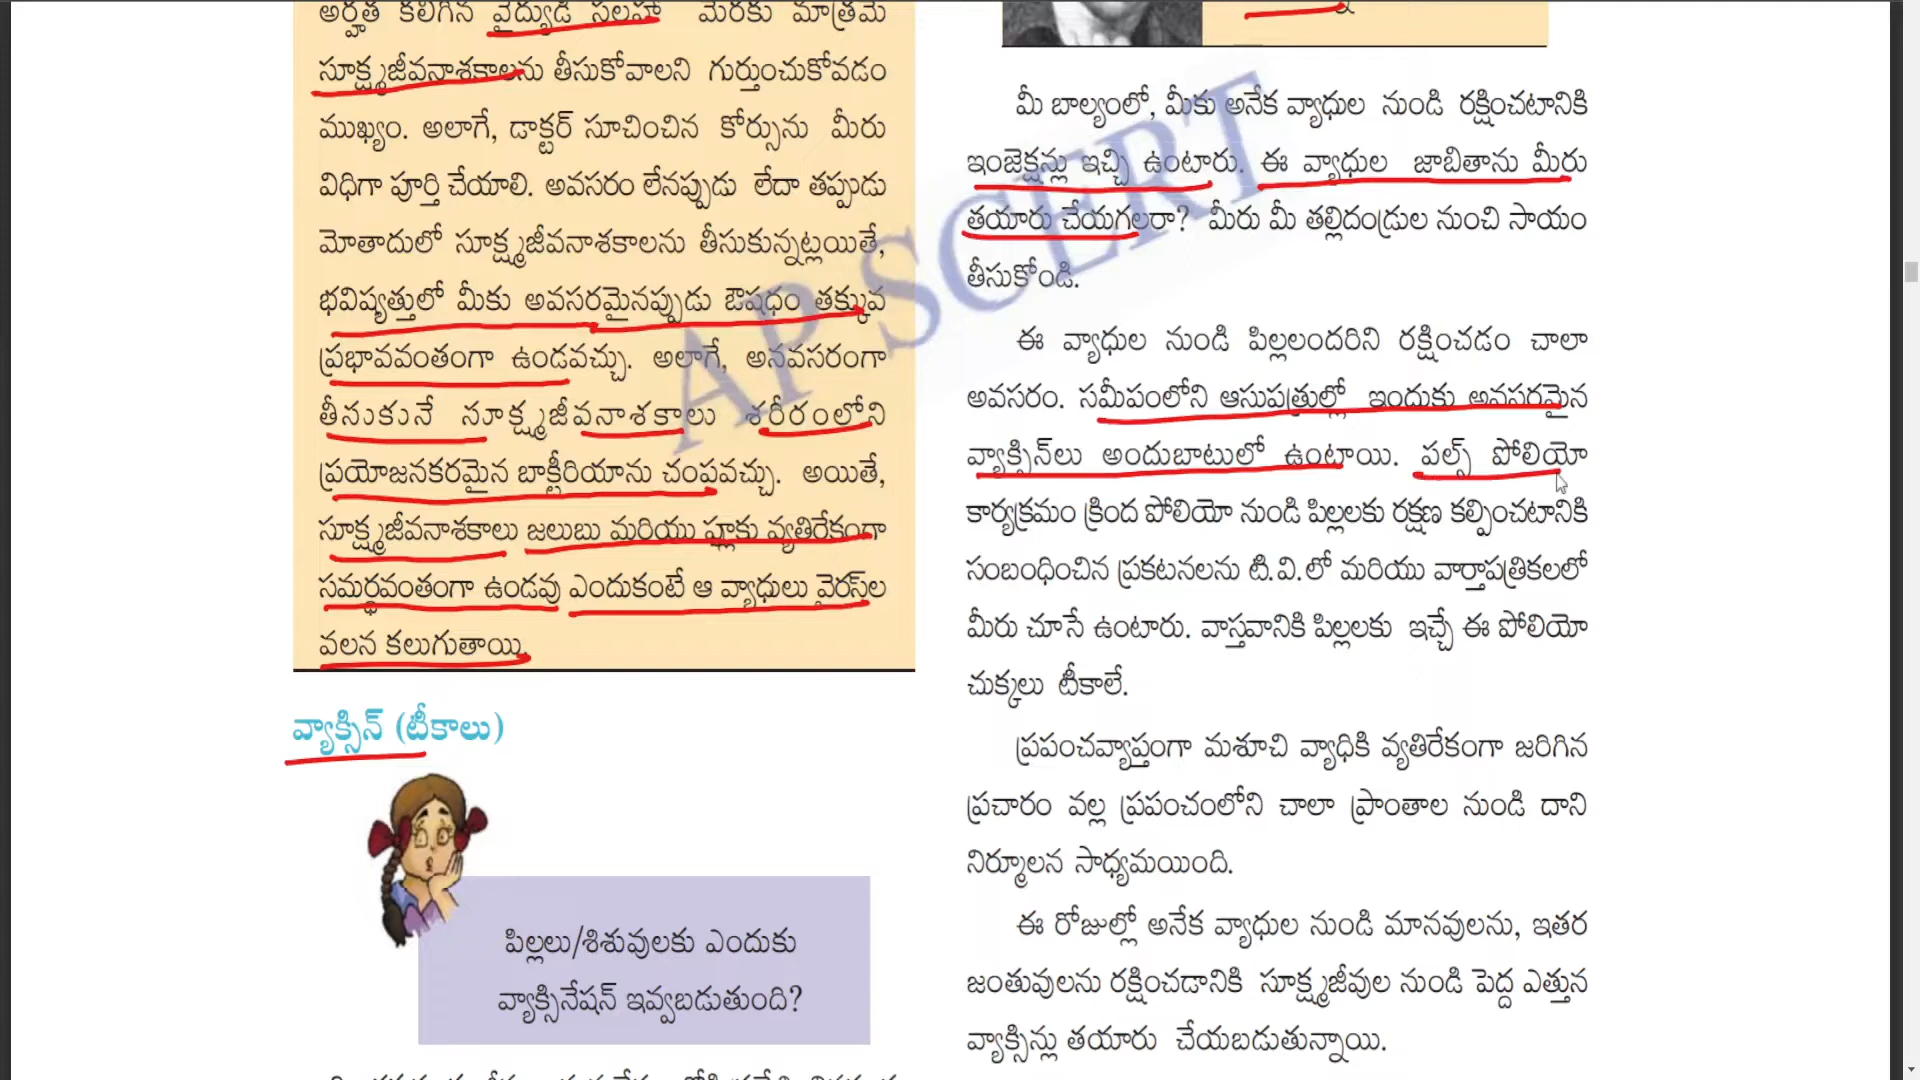 అర్హత కలిగిన వైద్యుడి సలహా మేరకు మాత్రమే
సూక్ష్మజీవనాశకాలను తీసుకోవాలని గుర్తుంచుకోవడం
ముఖ్యం. అలాగే, డాక్టర్ సూచించిన కోర్సును మీరు
విధిగా పూర్తి చేయాలి. అవసరం లేనప్పుడు లేదా తప్పుడు
మోతాదులో సూక్ష్మజీవనాశకాలను తీసుకున్నట్లయితే,
భవిష్యత్తులో మీకు అవసరమైనప్పుడు ఔషధం తక్కువ
ప్రభావవంతంగా ఉండవచ్చు. అలాగే, అనవసరంగా
తీసుకునే సూక్ష్మజీవనాశకాలు శరీరంలోని
ప్రయోజనకరమైన బాక్టీరియాను చంపవచ్చు. అయితే,
సూక్ష్మజీవనాశకాలు జలుబు మరియు ఫ్లూకు వ్యతిరేకంగా
సమర్థవంతంగా ఉండవు ఎందుకంటే ఆ వ్యాధులు వైరస్‌ల
వలన కలుగుతాయి.
వ్యాక్సిన్ (టీకాలు)
పిల్లలు/శిశువులకు ఎందుకు
వ్యాక్సినేషన్ ఇవ్వబడుతుంది?
మీ బాల్యంలో, మీకు అనేక వ్యాధుల నుండి రక్షించటానికి
ఇంజెక్షన్లు ఇచ్చి ఉంటారు. ఈ వ్యాధుల జాబితాను మీరు
తయారు చేయగలరా? మీరు మీ తల్లిదండ్రుల నుంచి సాయం
తీసుకోండి.
ఈ వ్యాధుల నుండి పిల్లలందరిని రక్షించడం చాలా
అవసరం. సమీపంలోని ఆసుపత్రుల్లో ఇందుకు అవసరమైన
వ్యాక్సిన్‌లు అందుబాటులో ఉంటాయి. పల్స్ పోలియో
కార్యక్రమం క్రింద పోలియో నుండి పిల్లలకు రక్షణ కల్పించటానికి
సంబంధించిన ప్రకటనలను టి.వి.లో మరియు వార్తాపత్రికలలో
మీరు చూసే ఉంటారు. వాస్తవానికి పిల్లలకు ఇచ్చే ఈ పోలియో
చుక్కలు టీకాలే.
ప్రపంచవ్యాప్తంగా మశూచి వ్యాధికి వ్యతిరేకంగా జరిగిన
ప్రచారం వల్ల ప్రపంచంలోని చాలా ప్రాంతాల నుండి దాని
నిర్మూలన సాధ్యమయింది.
ఈ రోజుల్లో అనేక వ్యాధుల నుండి మానవులను, ఇతర
జంతువులను రక్షించడానికి సూక్ష్మజీవుల నుండి పెద్ద ఎత్తున
వ్యాక్సిన్లు తయారు చేయబడుతున్నాయి.
AP SCERT